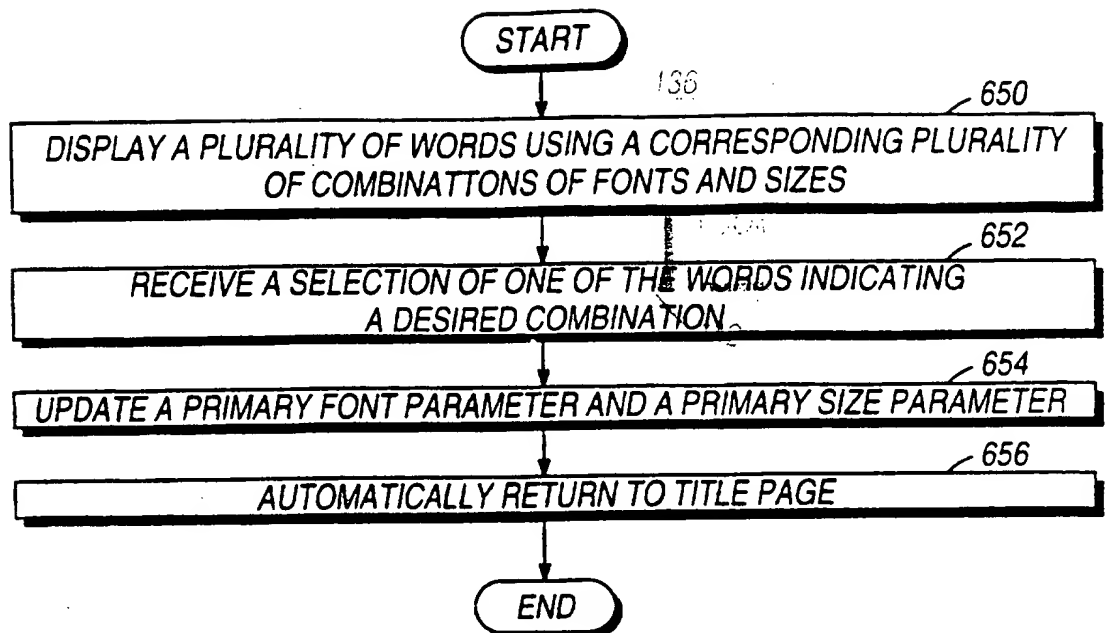 START
136
650
DISPLAY A PLURALITY OF WORDS USING A CORRESPONDING PLURALITY
OF COMBINATTONS OF FONTS AND SIZES
652
RECEIVE A SELECTION OF ONE OF THE WORDS INDICATING
A DESIRED COMBINATION
654
UPDATE A PRIMARY FONT PARAMETER AND A PRIMARY SIZE PARAMETER
656
AUTOMATICALLY RETURN TO TITLE PAGE
END